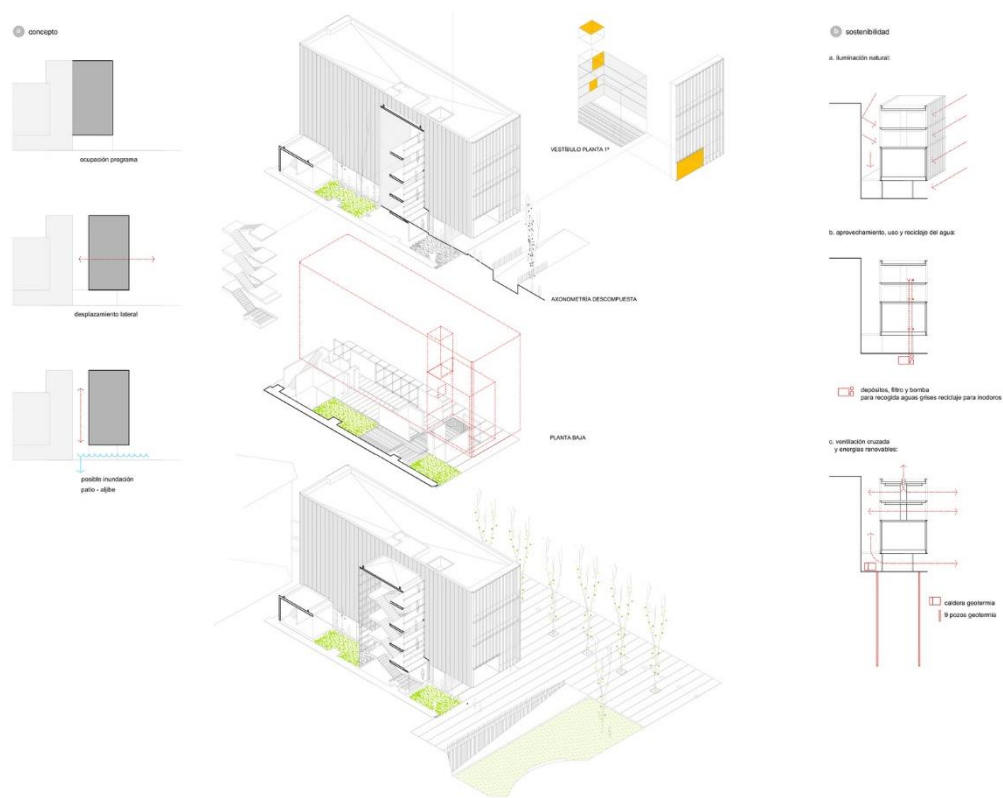 a concepto
ocupación programa
desplazamiento lateral
posible inundación
patio - aljibe
VESTÍBULO PLANTA 1ª
AXONOMETRÍA DESCOMPUESTA
PLANTA BAJA
b sostenibilidad
a. iluminación natural:
b. aprovechamiento, uso y reciclaje del agua:
depósitos, filtro y bomba
para recogida aguas grises reciclaje para inodoros
c. ventilación cruzada
y energías renovables:
caldera geotermia
9 pozos geotermia